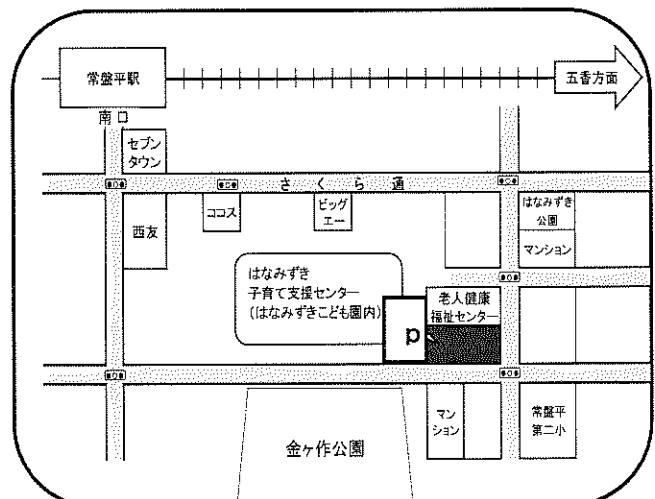 常盤平駅
五香方面
南口
セブン
タウン
さくら通
西友
ココス
ビッグ
エー
はなみずき
公園
マンション
はなみずき
子育て支援センター
(はなみずきこども園内)
老人健康
福祉センター
p
マン
ション
常盤平
第二小
金ヶ作公園